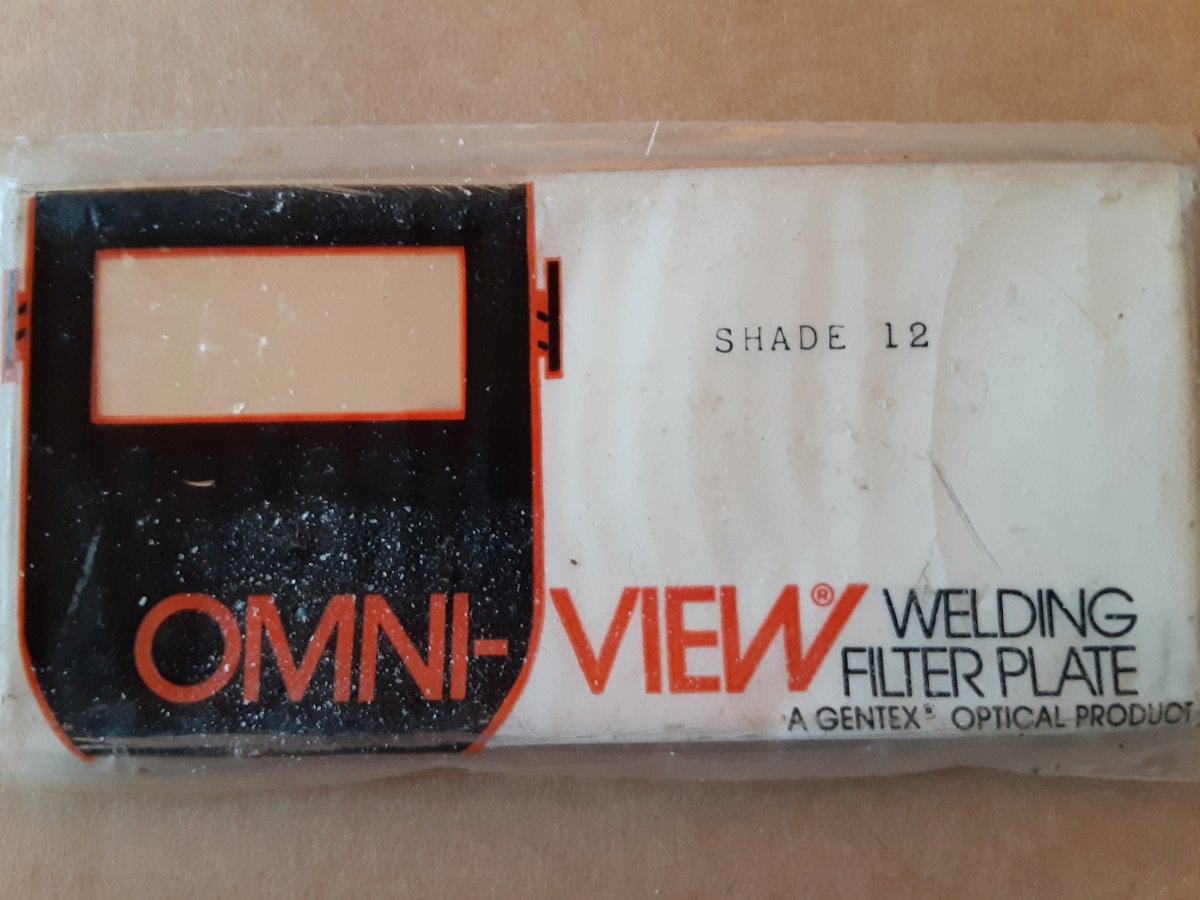 SHADE 12
OMNI-VIEW® WELDING
FILTER PLATE
A GENTEX® OPTICAL PRODUCT